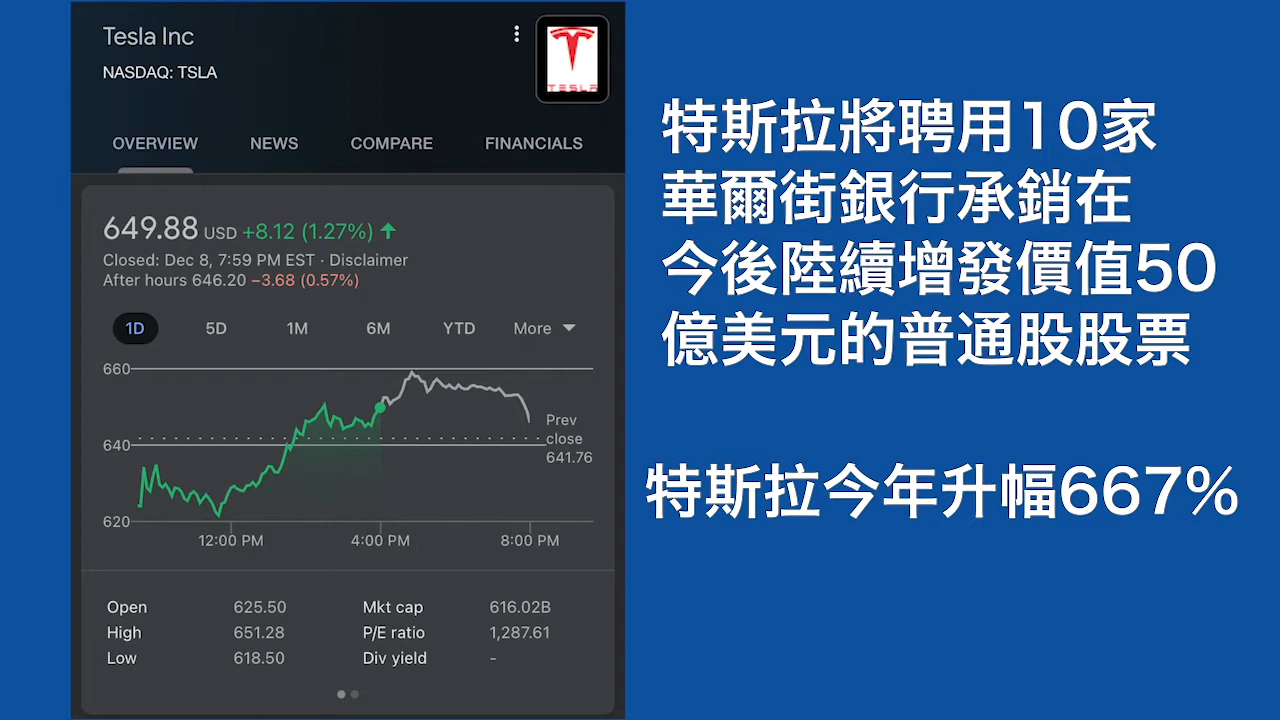 Tesla Inc
NASDAQ: TSLA
TESLA
OVERVIEW NEWS COMPARE FINANCIALS
649.88 USD +8.12 (1.27%)
Closed: Dec 8, 7:59 PM EST · Disclaimer
After hours 646.20 −3.68 (0.57%)
1D 5D 1M 6M YTD More
660
640
620
Prev
close
641.76
12:00 PM 4:00 PM 8:00 PM
Open 625.50 Mkt cap 616.02B
High 651.28 P/E ratio 1,287.61
Low 618.50 Div yield -
特斯拉將聘用10家
華爾街銀行承銷在
今後陸續增發價值50
億美元的普通股股票
特斯拉今年升幅667%